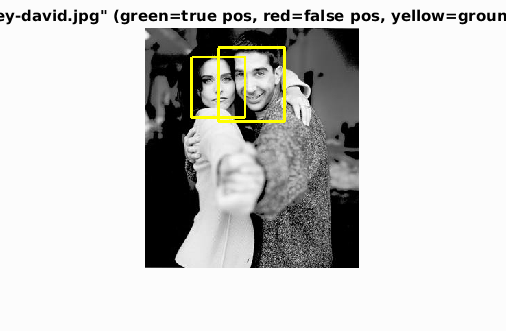 ey-david.jpg" (green=true pos, red=false pos, yellow=groun